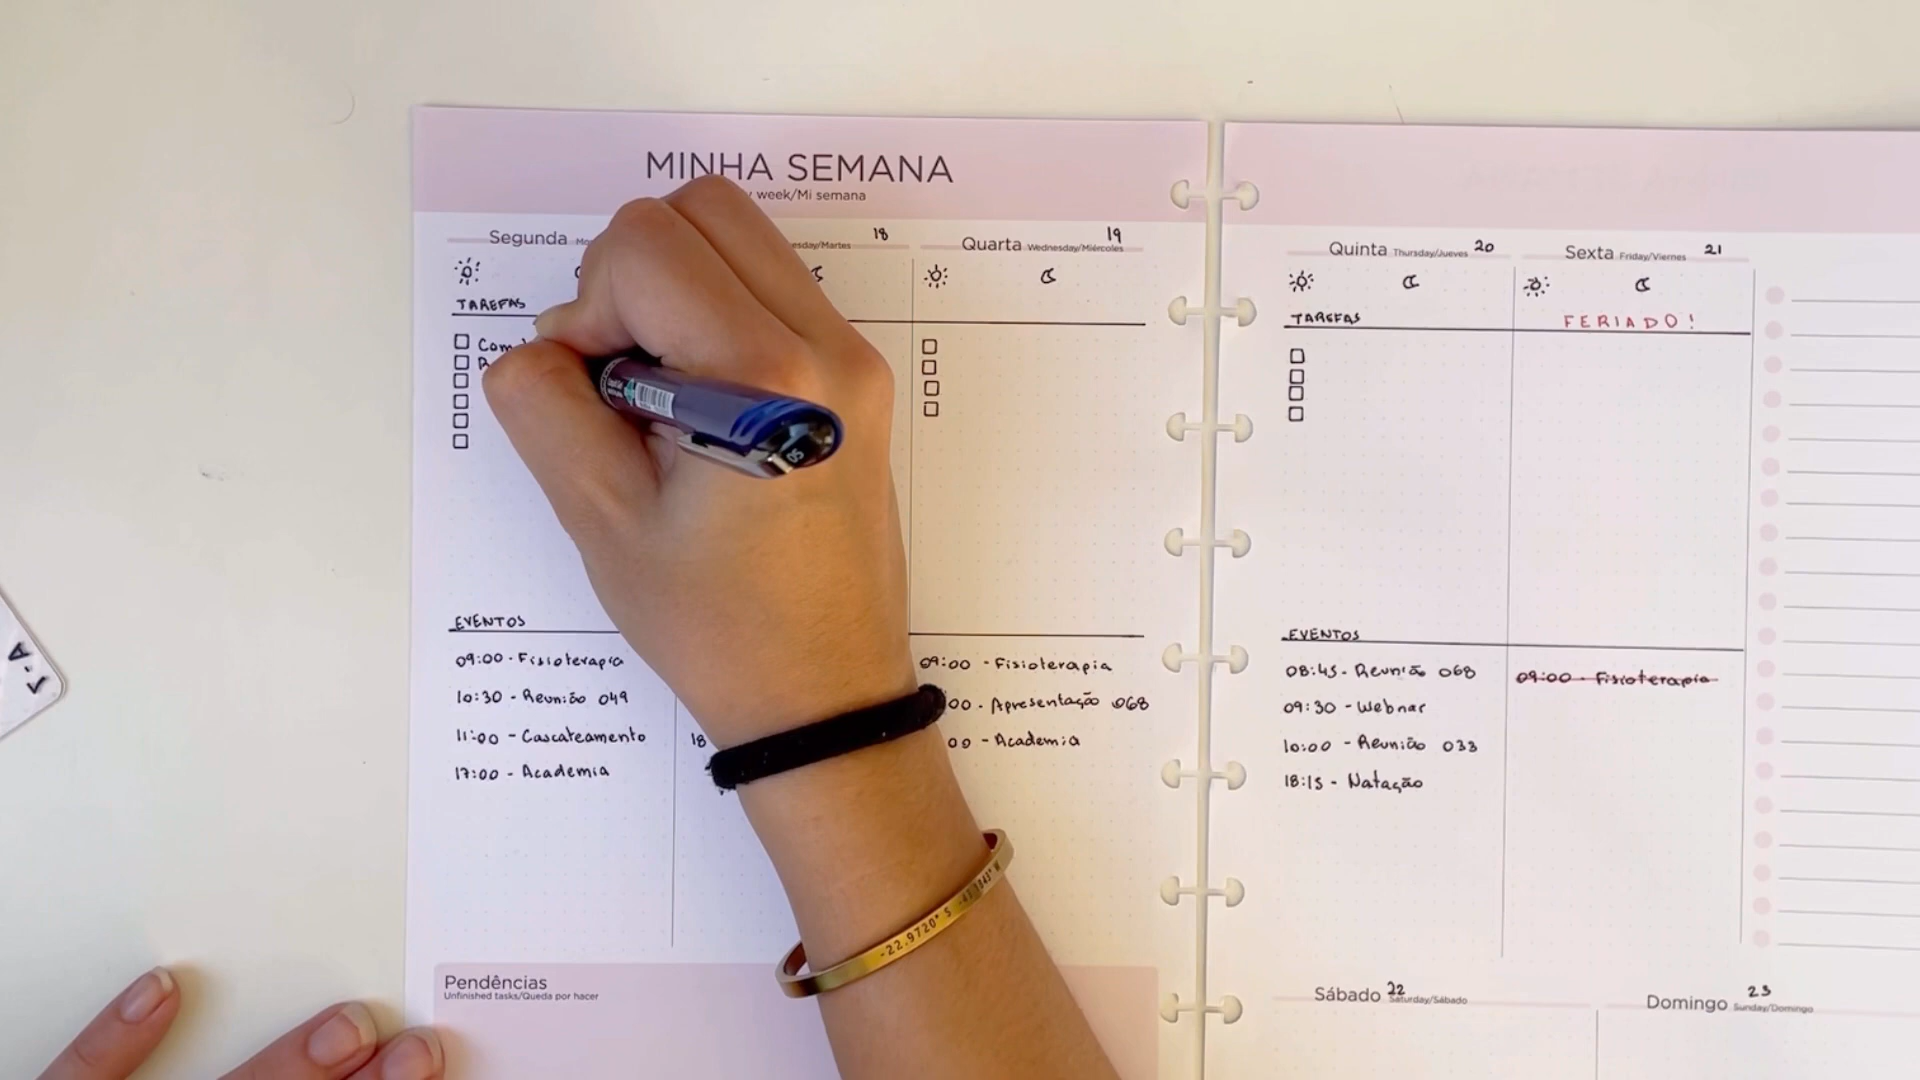 MINHA SEMANA
week/Mi semana
Segunda
18
Quarta Wednesday/Miércoles 19
Quinta Thursday/Jueves 20
Sexta Friday/Viernes 21
TAREFAS
TAREFAS
FERIADO!
EVENTOS
09:00 - Fisioterapia
10:30 - Reunião 049
11:00 - Cascateamento
17:00 - Academia
18
09:00 - Fisioterapia
00 - Apresentação 068
00 - Academia
EVENTOS
08:45 - Reunião 068
09:30 - Webnar
10:00 - Reunião 033
18:15 - Natação
09:00 - Fisioterapia
Pendências
Unfinished tasks/Queda por hacer
Sábado 22 Saturday/Sábado
Domingo 23 Sunday/Domingo
05
-22.9720° S